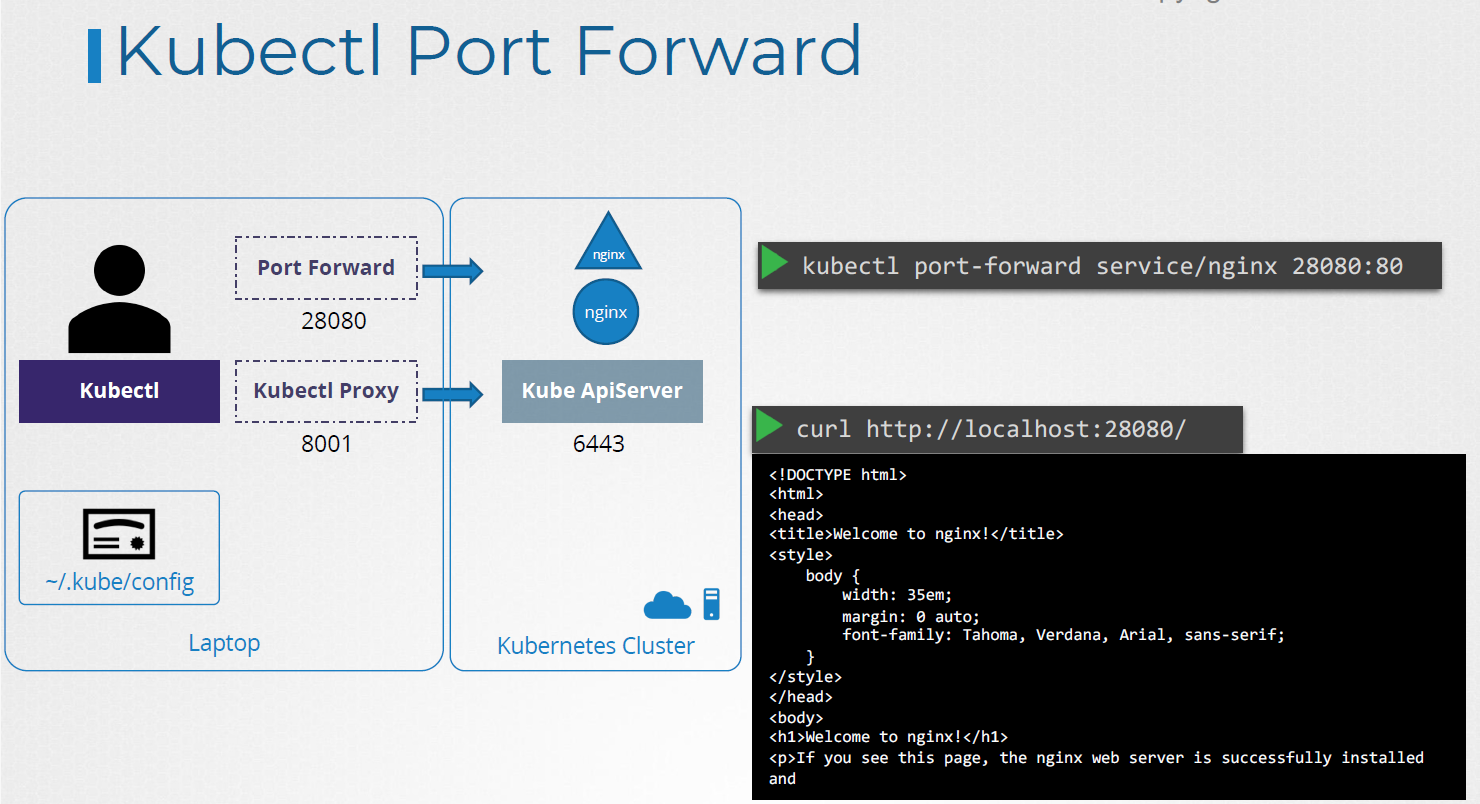 Kubectl Port Forward
nginx
Port Forward
28080
nginx
Kubectl
Kubectl Proxy
8001
Kube ApiServer
6443
~/.kube/config
Laptop
Kubernetes Cluster
kubectl port-forward service/nginx 28080:80
curl http://localhost:28080/
<!DOCTYPE html>
<html>
<head>
<title>Welcome to nginx!</title>
<style>
    body {
        width: 35em;
        margin: 0 auto;
        font-family: Tahoma, Verdana, Arial, sans-serif;
    }
</style>
</head>
<body>
<h1>Welcome to nginx!</h1>
<p>If you see this page, the nginx web server is successfully installed
and